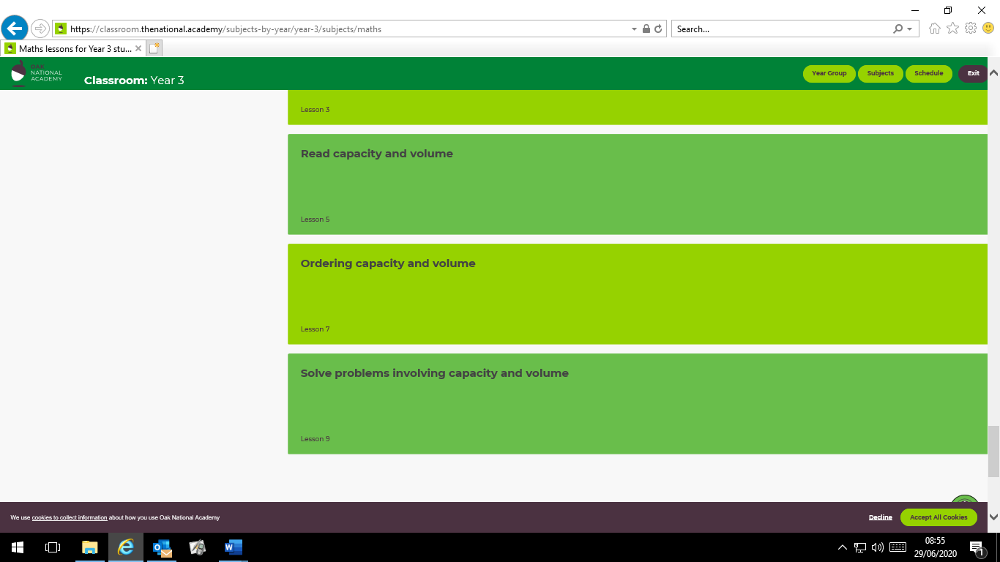 https://classroom.thenational.academy/subjects-by-year/year-3/subjects/maths
Search...
Maths lessons for Year 3 stu...
OAK
NATIONAL
ACADEMY
Classroom: Year 3
Year Group
Subjects
Schedule
Exit
Lesson 3
Read capacity and volume
Lesson 5
Ordering capacity and volume
Lesson 7
Solve problems involving capacity and volume
Lesson 9
We use cookies to collect information about how you use Oak National Academy
Decline
Accept All Cookies
08:55
29/06/2020
1